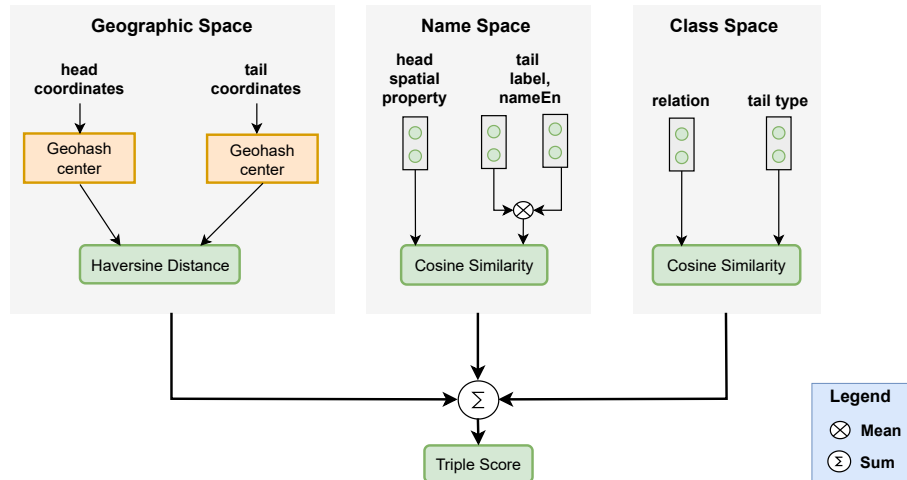 Geographic Space
head
coordinates
tail
coordinates
Geohash
center
Geohash
center
Haversine Distance
Name Space
head
spatial
property
tail
label,
nameEn
Cosine Similarity
Class Space
relation
tail type
Cosine Similarity
Σ
Triple Score
Legend
Mean
Σ Sum